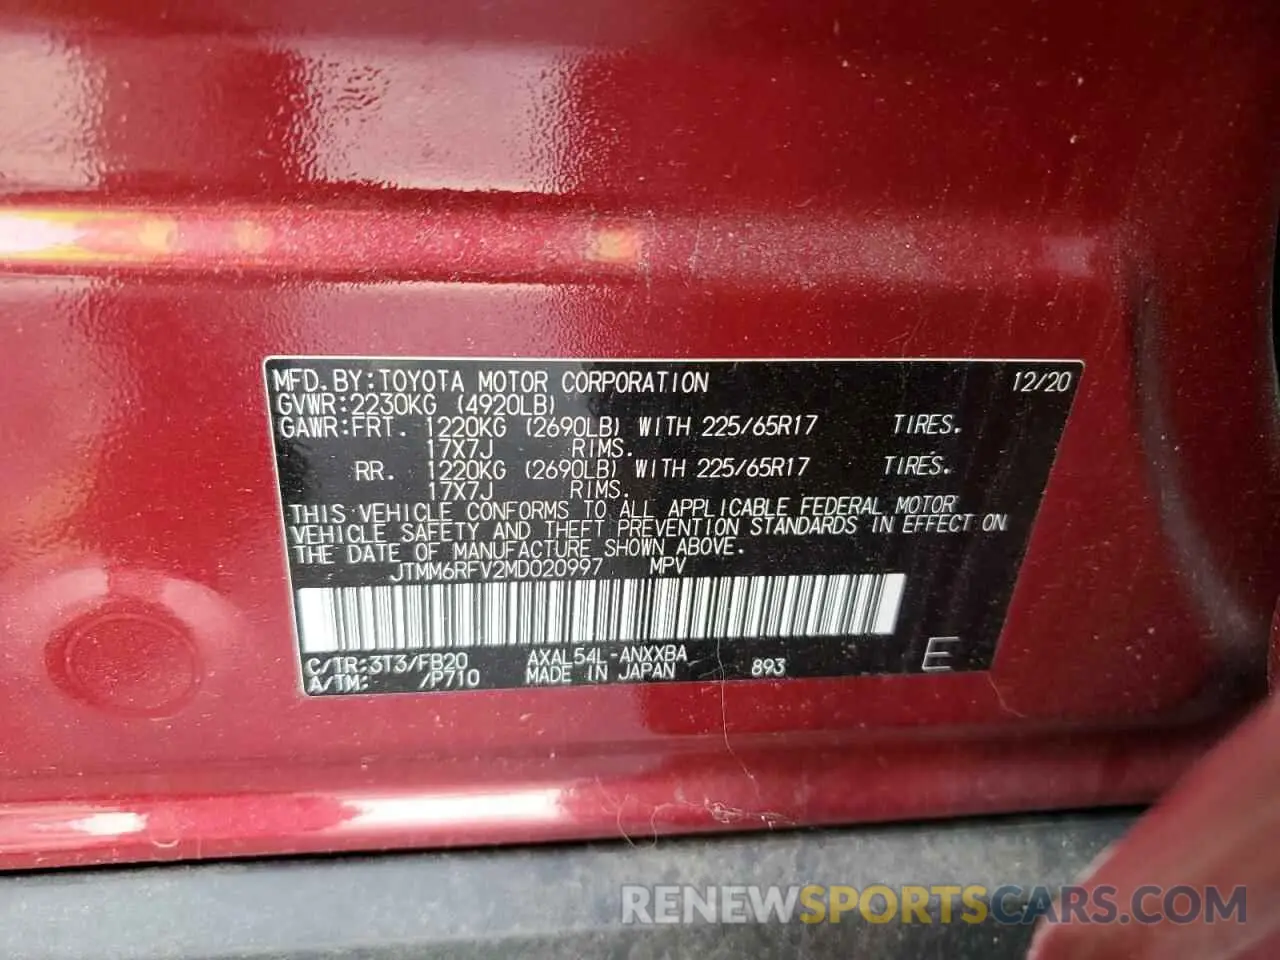 MFD. BY: TOYOTA MOTOR CORPORATION 12/20
GVWR: 2230KG (4920LB)
GAWR: FRT. 1220KG (2690LB) WITH 225/65R17 TIRES.
17X7J RIMS.
RR. 1220KG (2690LB) WITH 225/65R17 TIRES.
17X7J RIMS.
THIS VEHICLE CONFORMS TO ALL APPLICABLE FEDERAL MOTOR
VEHICLE SAFETY AND THEFT PREVENTION STANDARDS IN EFFECT ON
THE DATE OF MANUFACTURE SHOWN ABOVE.
JTMM6RFV2MD020997 MPV
C/TR: 3T3/FB20 AXAL54L-ANXXBA 893 E
A/TM: /P710 MADE IN JAPAN
RENEWSPORTSCARS.COM